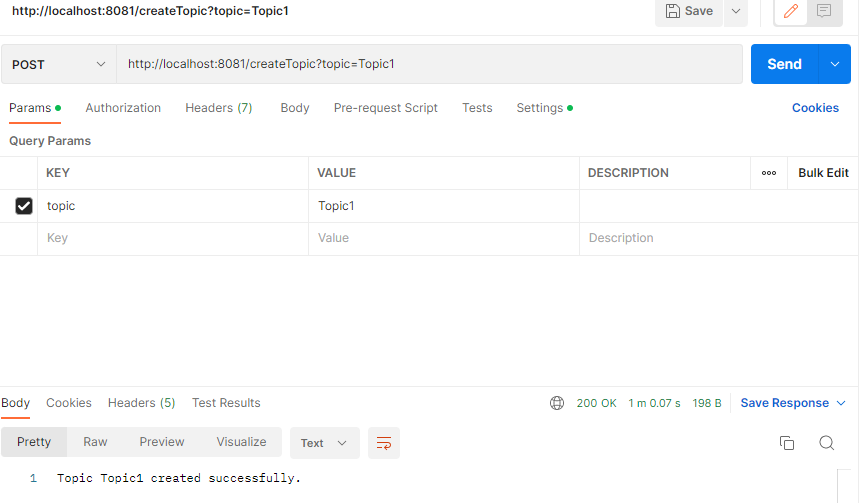 http://localhost:8081/createTopic?topic=Topic1
Save
POST
http://localhost:8081/createTopic?topic=Topic1
Send
Params
Authorization
Headers (7)
Body
Pre-request Script
Tests
Settings
Cookies
Query Params
KEY
VALUE
DESCRIPTION
Bulk Edit
topic
Topic1
Key
Value
Description
Body
Cookies
Headers (5)
Test Results
200 OK
1 m 0.07 s
198 B
Save Response
Pretty
Raw
Preview
Visualize
Text
1 Topic Topic1 created successfully.